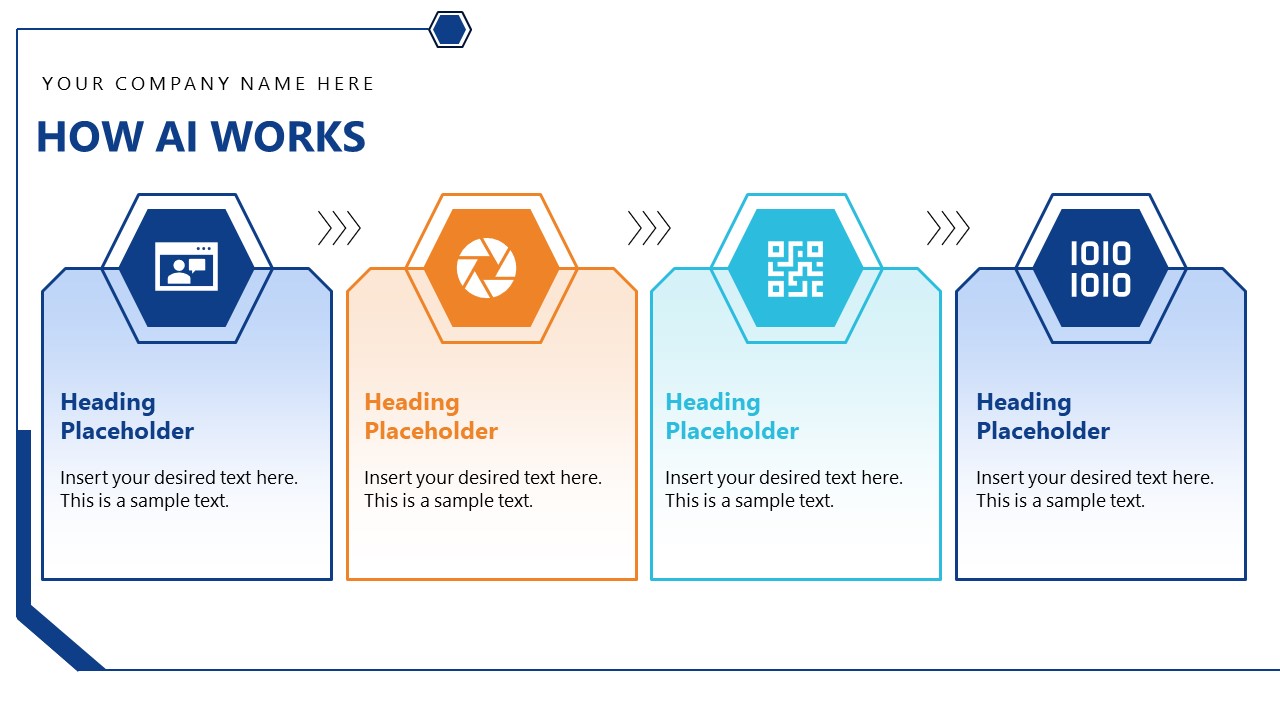 YOUR COMPANY NAME HERE
HOW AI WORKS
IOIO
IOIO
Heading
Placeholder
Insert your desired text here.
This is a sample text.
Heading
Placeholder
Insert your desired text here.
This is a sample text.
Heading
Placeholder
Insert your desired text here.
This is a sample text.
Heading
Placeholder
Insert your desired text here.
This is a sample text.